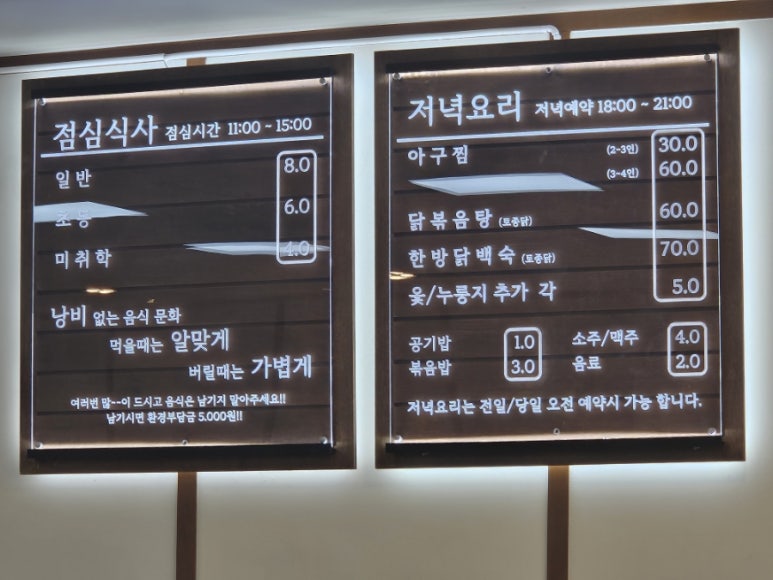 점심식사 점심시간 11:00 ~ 15:00
일반 8.0
초등 6.0
미취학 4.0
낭비 없는 음식 문화
먹을때는 알맞게
버릴때는 가볍게
여러번 많~~이 드시고 음식은 남기지 말아주세요!!
남기시면 환경부담금 5.000원!!
저녁요리 저녁예약 18:00 ~ 21:00
아구찜 (2~3인) 30.0
(3~4인) 60.0
닭볶음탕 (토종닭) 60.0
한방닭백숙 (토종닭) 70.0
윷/누룽지 추가 각 5.0
공기밥 1.0 소주/맥주 4.0
볶음밥 3.0 음료 2.0
저녁요리는 전일/당일 오전 예약시 가능 합니다.